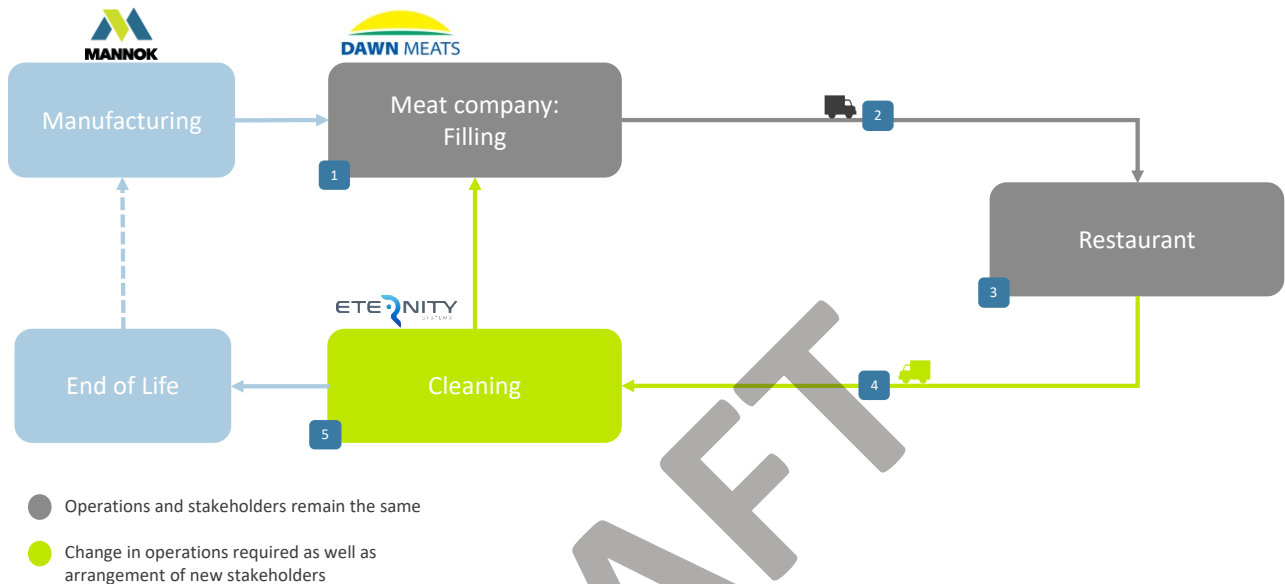 MANNOK
DAWN MEATS
Manufacturing
Meat company:
Filling
2
1
Restaurant
3
ETERNITY
SYSTEMS
End of Life
Cleaning
4
5
Operations and stakeholders remain the same
Change in operations required as well as
arrangement of new stakeholders
AFT